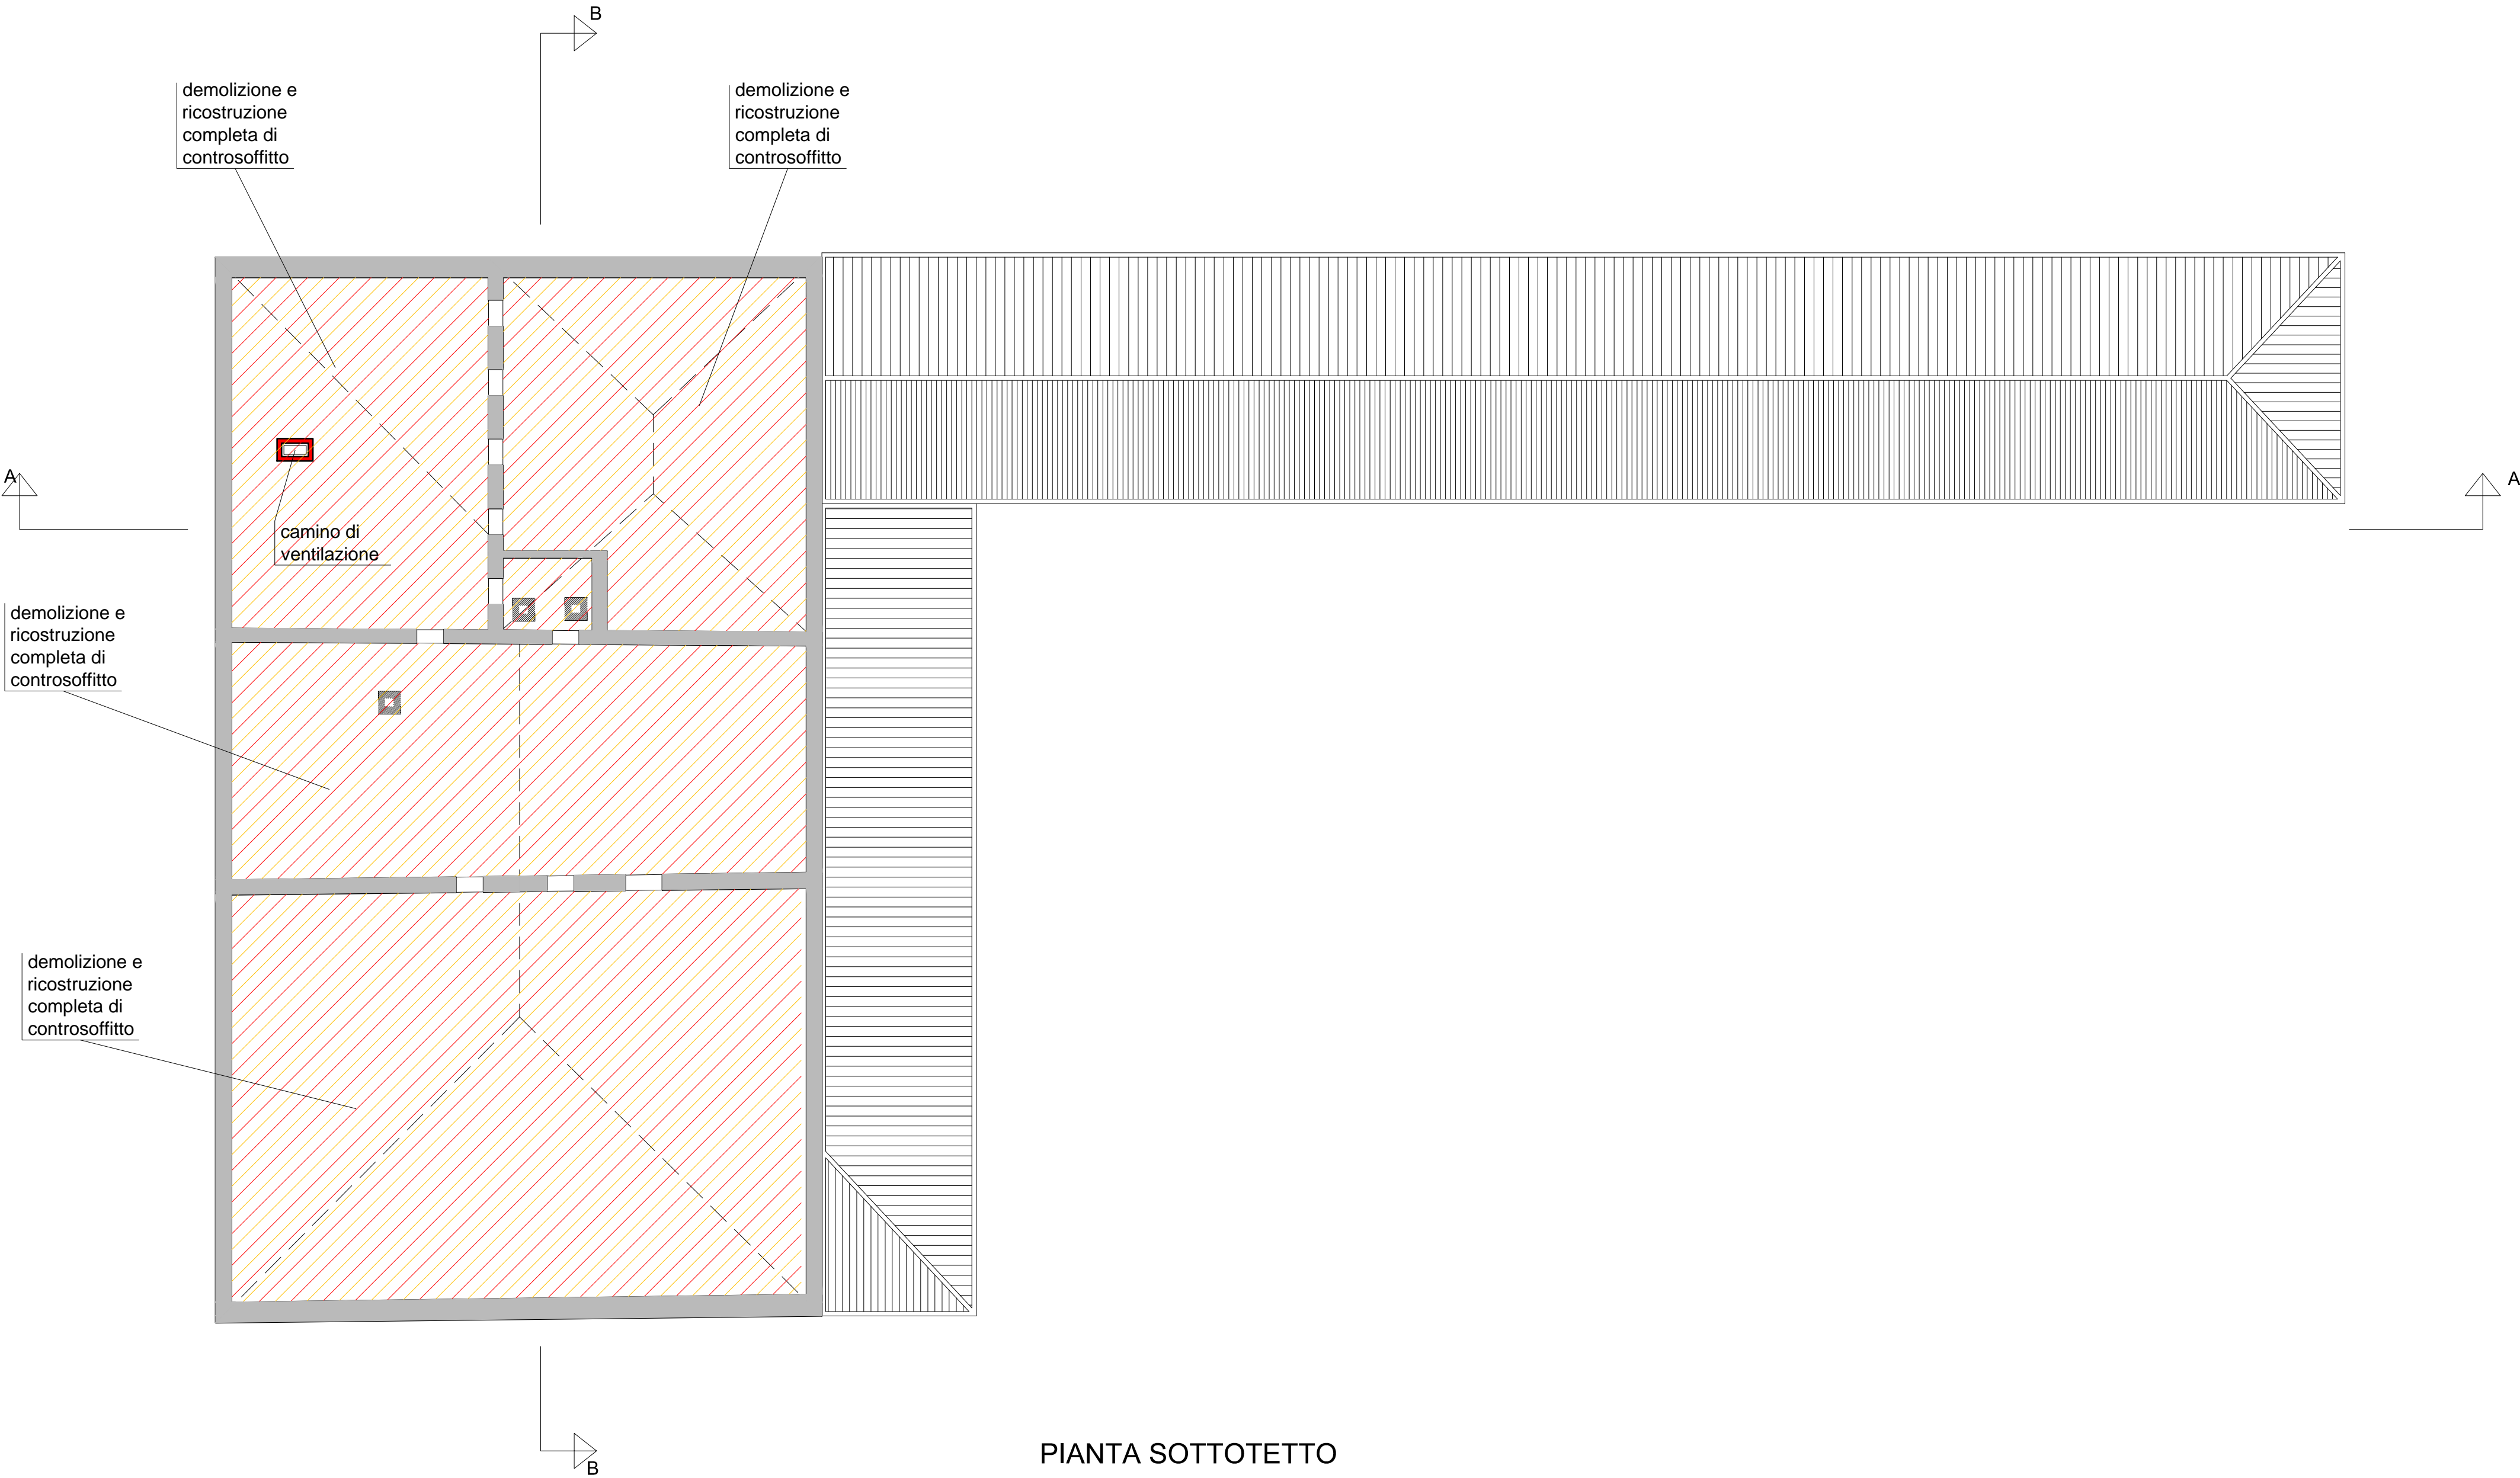 B
demolizione e
ricostruzione
completa di
controsoffitto
demolizione e
ricostruzione
completa di
controsoffitto
A
A
camino di
ventilazione
demolizione e
ricostruzione
completa di
controsoffitto
demolizione e
ricostruzione
completa di
controsoffitto
B
PIANTA SOTTOTETTO